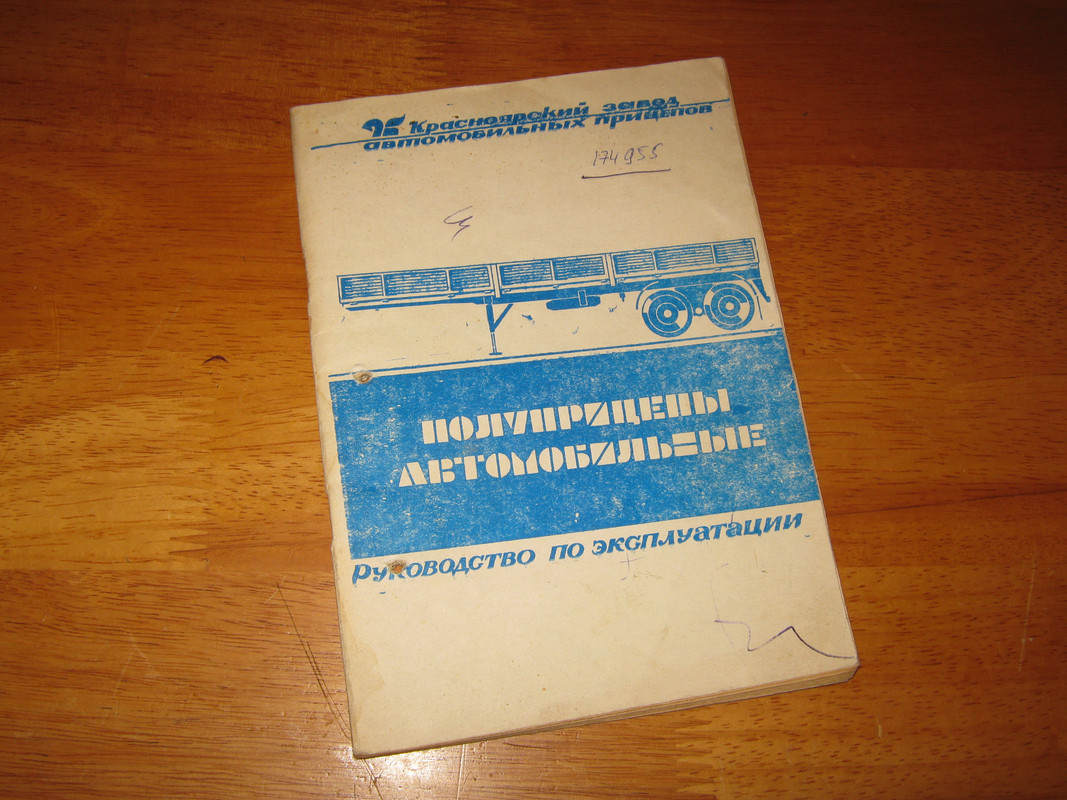 Красноярский завод
автомобильных прицепов
174955
ПОЛУПРИЦЕПЫ
АВТОМОБИЛЬНЫЕ
Руководство по эксплуатации